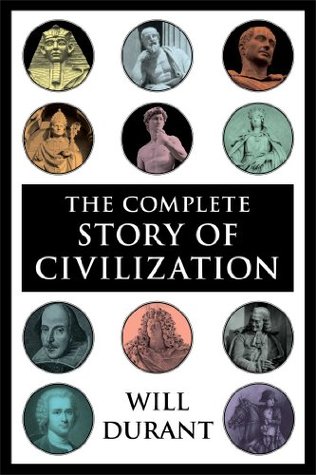 THE COMPLETE
STORY OF
CIVILIZATION
WILL
DURANT